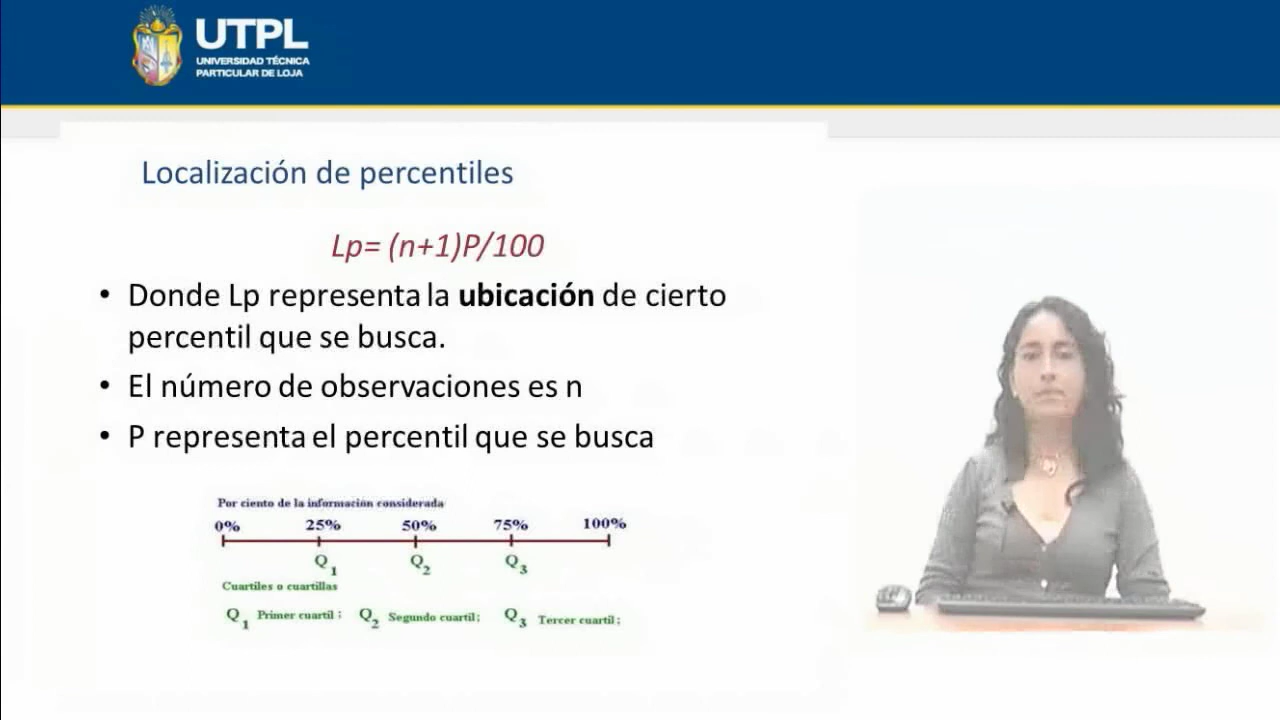 UTPL
UNIVERSIDAD TÉCNICA
PARTICULAR DE LOJA
Localización de percentiles
Lp= (n+1)P/100
• Donde Lp representa la ubicación de cierto
percentil que se busca.
• El número de observaciones es n
• P representa el percentil que se busca
Por ciento de la información considerada
0% 25% 50% 75% 100%
Q1 Q2 Q3
Cuartiles o cuartillas
Q1 Primer cuartil; Q2 Segundo cuartil; Q3 Tercer cuartil;